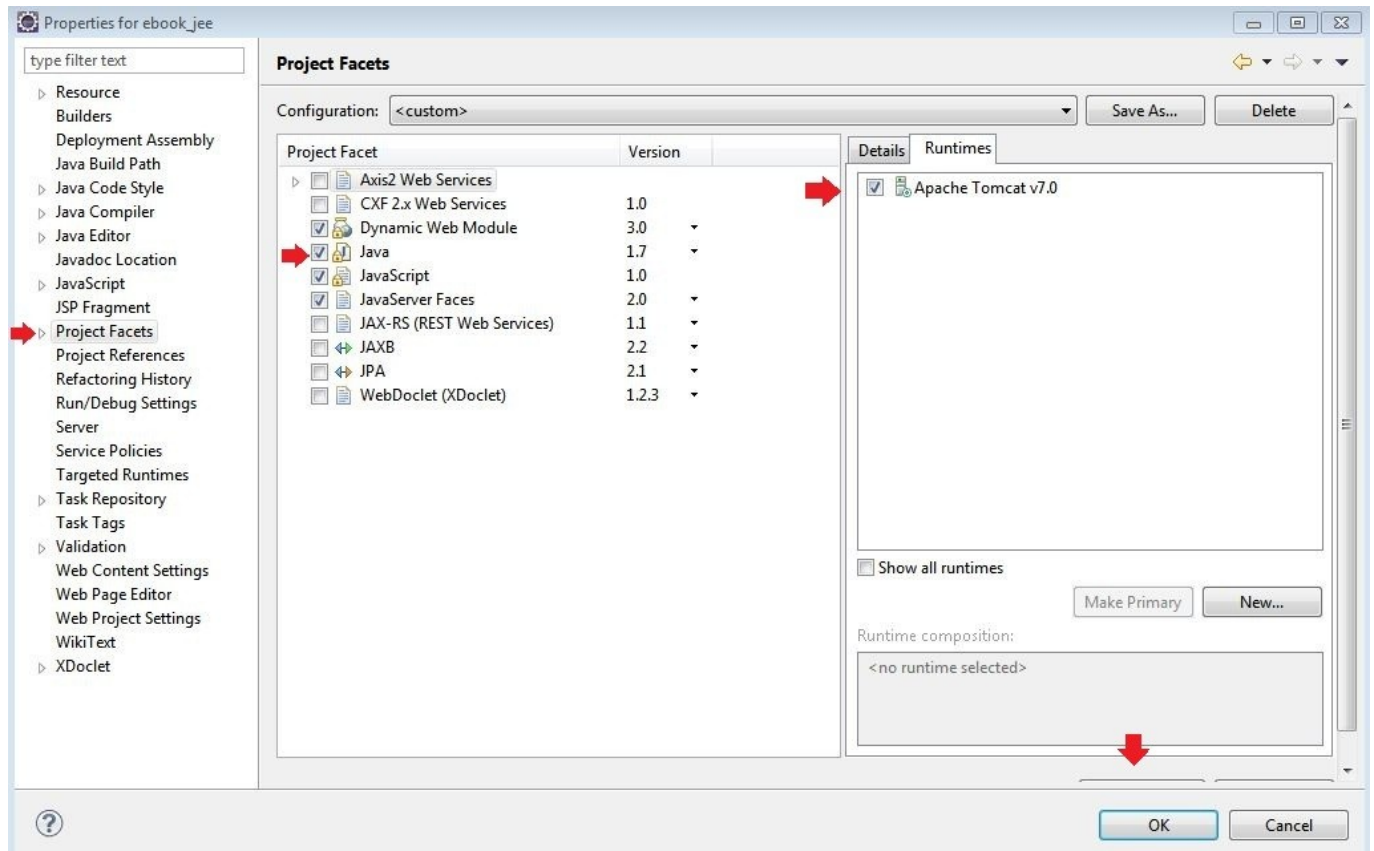 Properties for ebook_jee
type filter text
Resource
Builders
Deployment Assembly
Java Build Path
Java Code Style
Java Compiler
Java Editor
Javadoc Location
JavaScript
JSP Fragment
Project Facets
Project References
Refactoring History
Run/Debug Settings
Server
Service Policies
Targeted Runtimes
Task Repository
Task Tags
Validation
Web Content Settings
Web Page Editor
Web Project Settings
WikiText
XDoclet
Project Facets
Configuration: <custom> Save As... Delete
Project Facet Version
Axis2 Web Services
CXF 2.x Web Services 1.0
Dynamic Web Module 3.0
Java 1.7
JavaScript 1.0
JavaServer Faces 2.0
JAX-RS (REST Web Services) 1.1
JAXB 2.2
JPA 2.1
WebDoclet (XDoclet) 1.2.3
Details Runtimes
Apache Tomcat v7.0
Show all runtimes
Make Primary New...
Runtime composition:
<no runtime selected>
OK Cancel